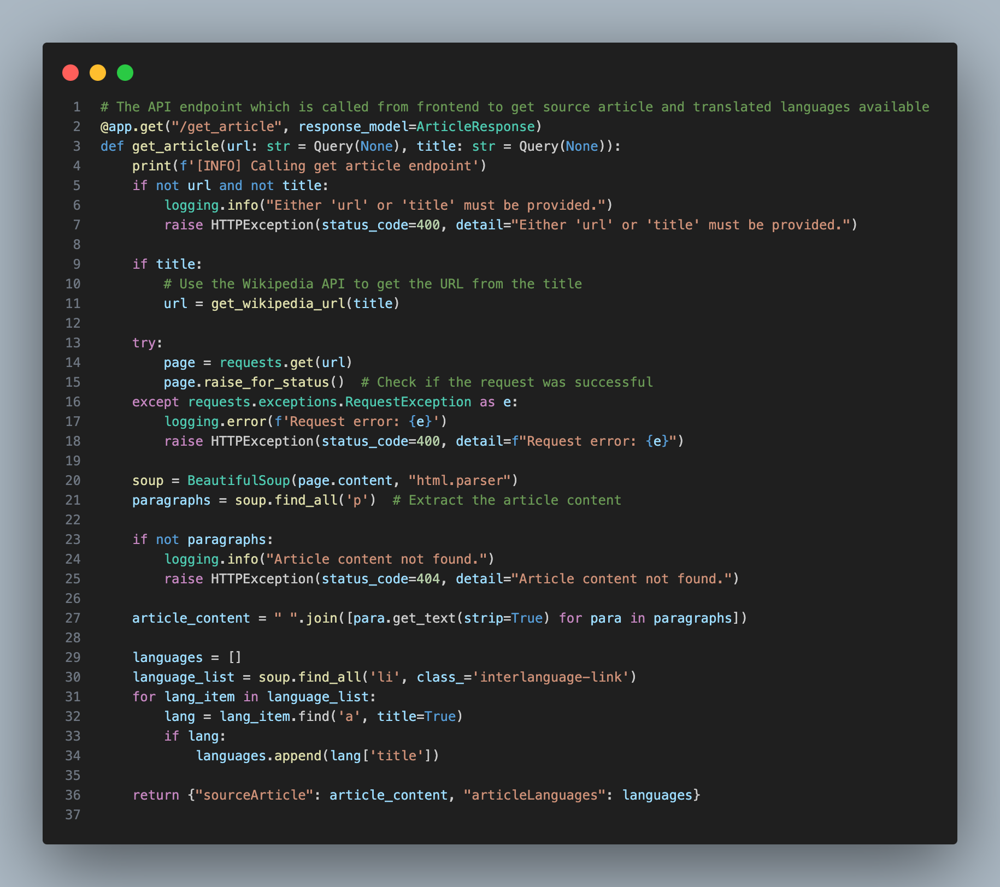 1 # The API endpoint which is called from frontend to get source article and translated languages available
2 @app.get("/get_article", response_model=ArticleResponse)
3 def get_article(url: str = Query(None), title: str = Query(None)):
4     print(f'[INFO] Calling get article endpoint')
5     if not url and not title:
6         logging.info("Either 'url' or 'title' must be provided.")
7         raise HTTPException(status_code=400, detail="Either 'url' or 'title' must be provided.")
8
9     if title:
10         # Use the Wikipedia API to get the URL from the title
11         url = get_wikipedia_url(title)
12
13     try:
14         page = requests.get(url)
15         page.raise_for_status()  # Check if the request was successful
16     except requests.exceptions.RequestException as e:
17         logging.error(f'Request error: {e}')
18         raise HTTPException(status_code=400, detail=f"Request error: {e}")
19
20     soup = BeautifulSoup(page.content, "html.parser")
21     paragraphs = soup.find_all('p')  # Extract the article content
22
23     if not paragraphs:
24         logging.info("Article content not found.")
25         raise HTTPException(status_code=404, detail="Article content not found.")
26
27     article_content = " ".join([para.get_text(strip=True) for para in paragraphs])
28
29     languages = []
30     language_list = soup.find_all('li', class_='interlanguage-link')
31     for lang_item in language_list:
32         lang = lang_item.find('a', title=True)
33         if lang:
34             languages.append(lang['title'])
35
36     return {"sourceArticle": article_content, "articleLanguages": languages}
37